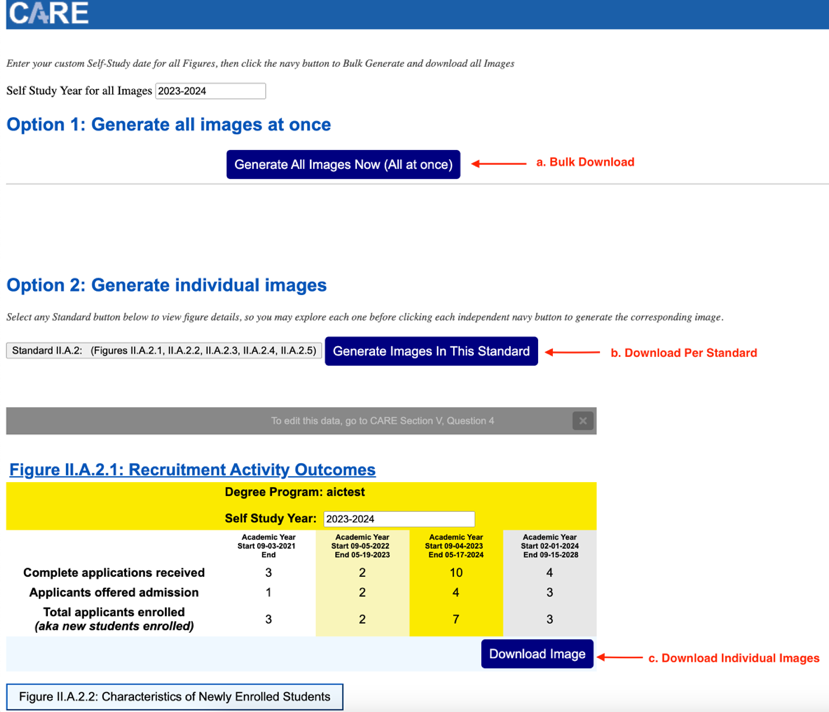 CARE
Enter your custom Self-Study date for all Figures, then click the navy button to Bulk Generate and download all Images
Self Study Year for all Images 2023-2024
Option 1: Generate all images at once
Generate All Images Now (All at once) a. Bulk Download
Option 2: Generate individual images
Select any Standard button below to view figure details, so you may explore each one before clicking each independent navy button to generate the corresponding image.
Standard II.A.2: (Figures II.A.2.1, II.A.2.2, II.A.2.3, II.A.2.4, II.A.2.5) Generate Images In This Standard b. Download Per Standard
To edit this data, go to CARE Section V, Question 4 ×
Figure II.A.2.1: Recruitment Activity Outcomes
Degree Program: aictest
Self Study Year: 2023-2024
Academic Year Academic Year Academic Year Academic Year
Start 09-03-2021 Start 09-05-2022 Start 09-04-2023 Start 02-01-2024
End End 05-19-2023 End 05-17-2024 End 09-15-2028
Complete applications received 3 2 10 4
Applicants offered admission 1 2 4 3
Total applicants enrolled
(aka new students enrolled) 3 2 7 3
Download Image c. Download Individual Images
Figure II.A.2.2: Characteristics of Newly Enrolled Students